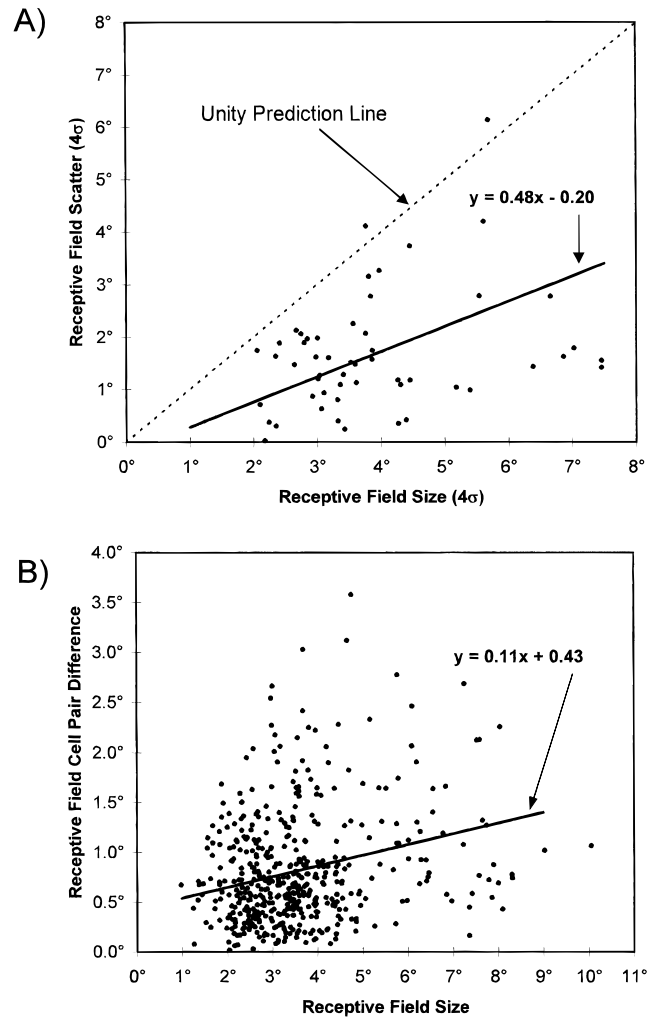 A)
8°
7°
6°
5°
4°
3°
2°
1°
0°
Receptive Field Scatter (4σ)
Unity Prediction Line
y = 0.48x - 0.20
0° 1° 2° 3° 4° 5° 6° 7° 8°
Receptive Field Size (4σ)
B)
4.0°
3.5°
3.0°
2.5°
2.0°
1.5°
1.0°
0.5°
0.0°
Receptive Field Cell Pair Difference
y = 0.11x + 0.43
0° 1° 2° 3° 4° 5° 6° 7° 8° 9° 10° 11°
Receptive Field Size